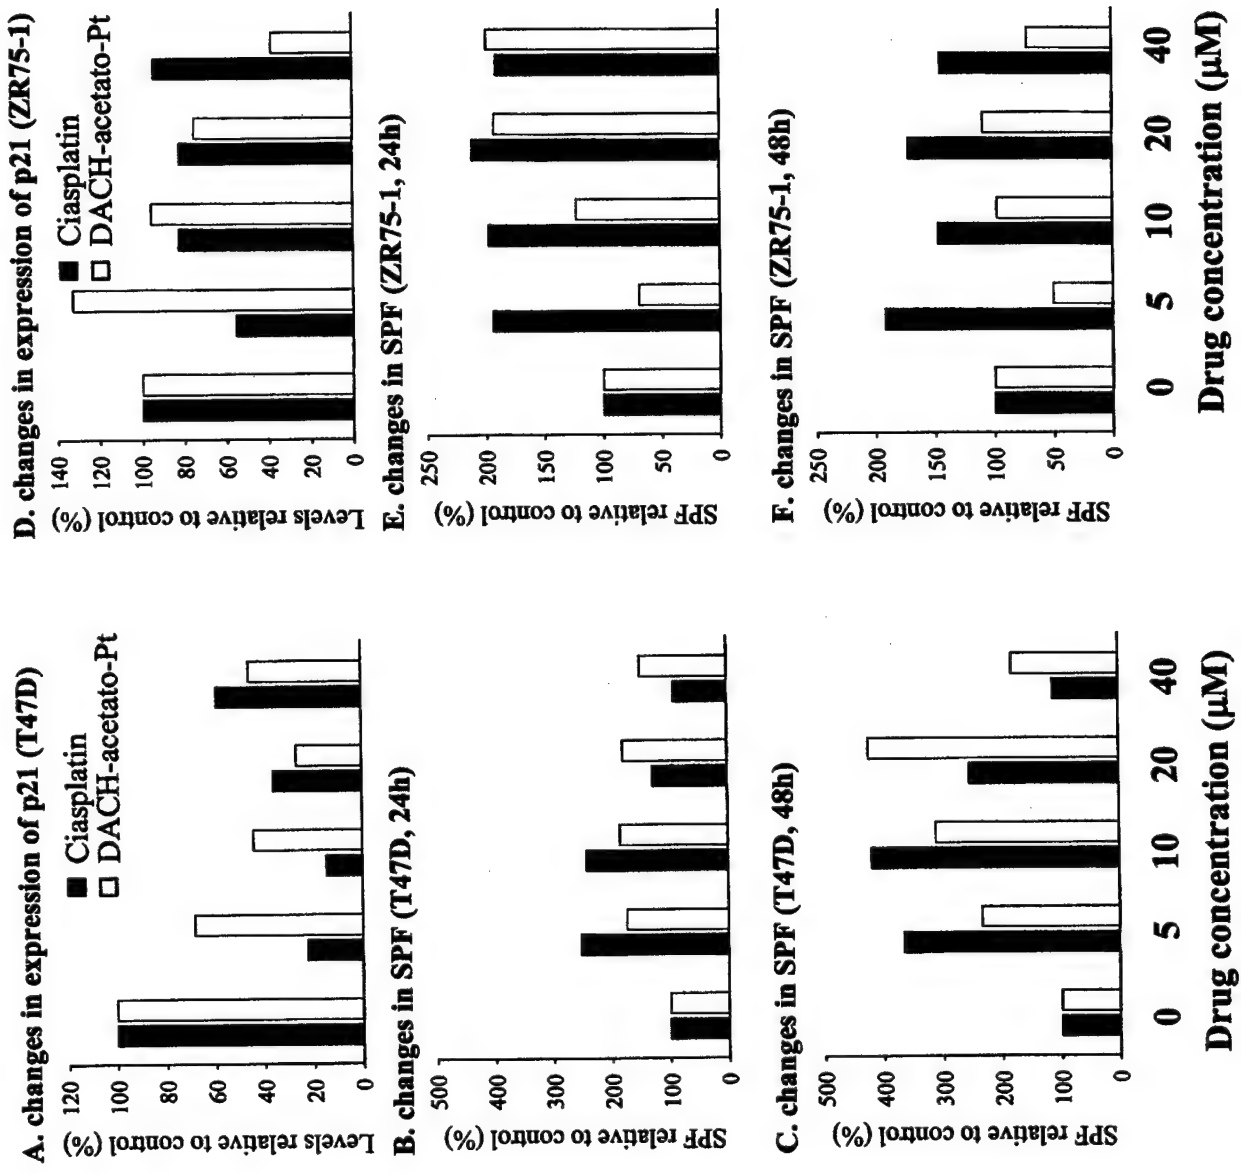 A. changes in expression of p21 (T47D)
Levels relative to control (%)
120
100
80
60
40
20
0
Ciasplatin
DACH-acetato-Pt
B. changes in SPF (T47D, 24h)
SPF relative to control (%)
500
400
300
200
100
0
C. changes in SPF (T47D, 48h)
SPF relative to control (%)
500
400
300
200
100
0
0 5 10 20 40
Drug concentration (µM)
D. changes in expression of p21 (ZR75-1)
Levels relative to control (%)
140
120
100
80
60
40
20
0
Ciasplatin
DACH-acetato-Pt
E. changes in SPF (ZR75-1, 24h)
SPF relative to control (%)
250
200
150
100
50
0
F. changes in SPF (ZR75-1, 48h)
SPF relative to control (%)
250
200
150
100
50
0
0 5 10 20 40
Drug concentration (µM)